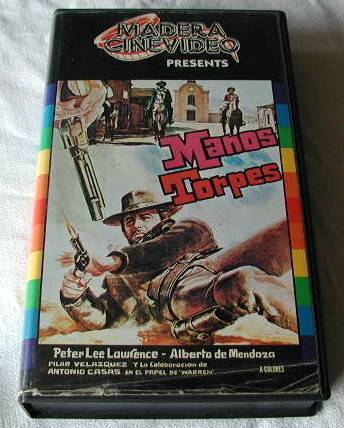 MADERA
CINEVIDEO
PRESENTS
Manos
Torpes
Peter Lee Lawrence - Alberto de Mendoza
PILAR VELAZQUEZ Y La Colaboracion de
ANTONIO CASAS EN EL PAPEL DE "WARREN" A COLORES